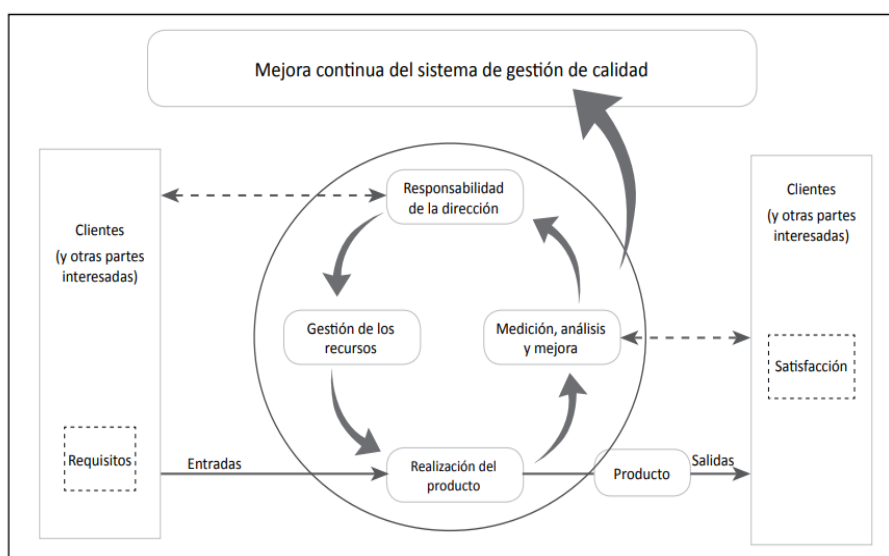 Mejora continua del sistema de gestión de calidad
Clientes
(y otras partes
interesadas)
Requisitos
Entradas
Responsabilidad
de la dirección
Gestión de los
recursos
Medición, análisis
y mejora
Realización del
producto
Producto
Salidas
Clientes
(y otras partes
interesadas)
Satisfacción